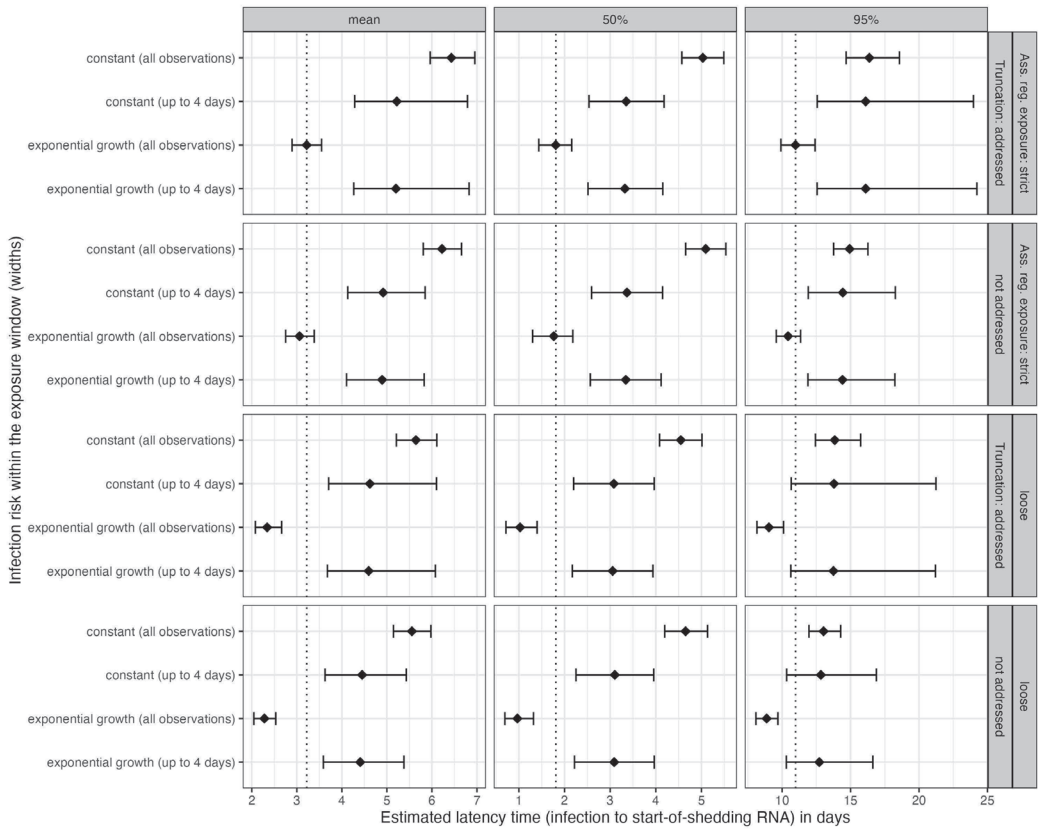 mean
50%
95%
Infection risk within the exposure window (widths)
constant (all observations)
constant (up to 4 days)
exponential growth (all observations)
exponential growth (up to 4 days)
Truncation: addressed
Ass. reg. exposure: strict
constant (all observations)
constant (up to 4 days)
exponential growth (all observations)
exponential growth (up to 4 days)
not addressed
Ass. reg. exposure: strict
constant (all observations)
constant (up to 4 days)
exponential growth (all observations)
exponential growth (up to 4 days)
Truncation: addressed
loose
constant (all observations)
constant (up to 4 days)
exponential growth (all observations)
exponential growth (up to 4 days)
not addressed
loose
2 3 4 5 6 7
1 2 3 4 5
10 15 20 25
Estimated latency time (infection to start-of-shedding RNA) in days